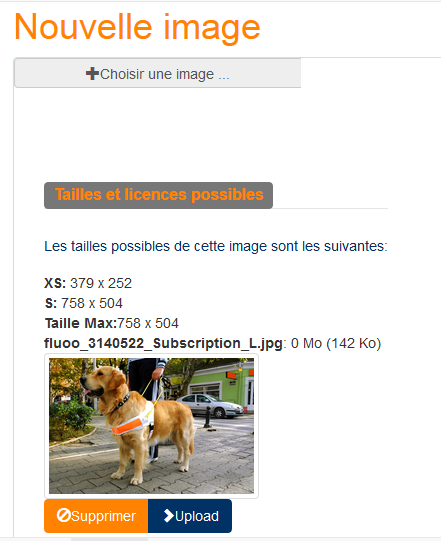 Nouvelle image
Choisir une image ...
Tailles et licences possibles
Les tailles possibles de cette image sont les suivantes:
XS: 379 x 252
S: 758 x 504
Taille Max:758 x 504
fluoo_3140522_Subscription_L.jpg: 0 Mo (142 Ko)
Supprimer Upload